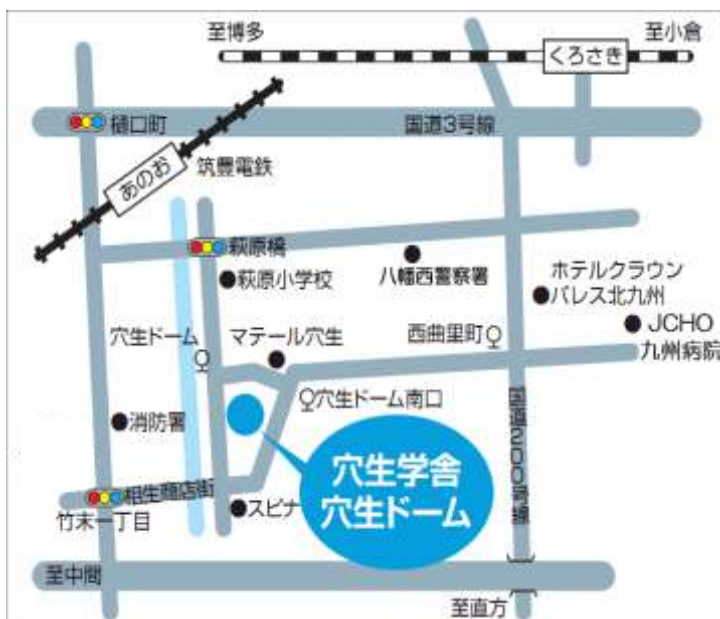 至博多
至小倉
くろさき
樋口町
国道3号線
あのお
筑豊電鉄
萩原橋
萩原小学校
八幡西警察署
ホテルクラウン
パレス北九州
JCHO
九州病院
穴生ドーム
マテール穴生
西曲里町
穴生ドーム南口
消防署
国道200号線
穴生学舎
穴生ドーム
相生商店街
スピナ
竹末一丁目
至中間
至直方